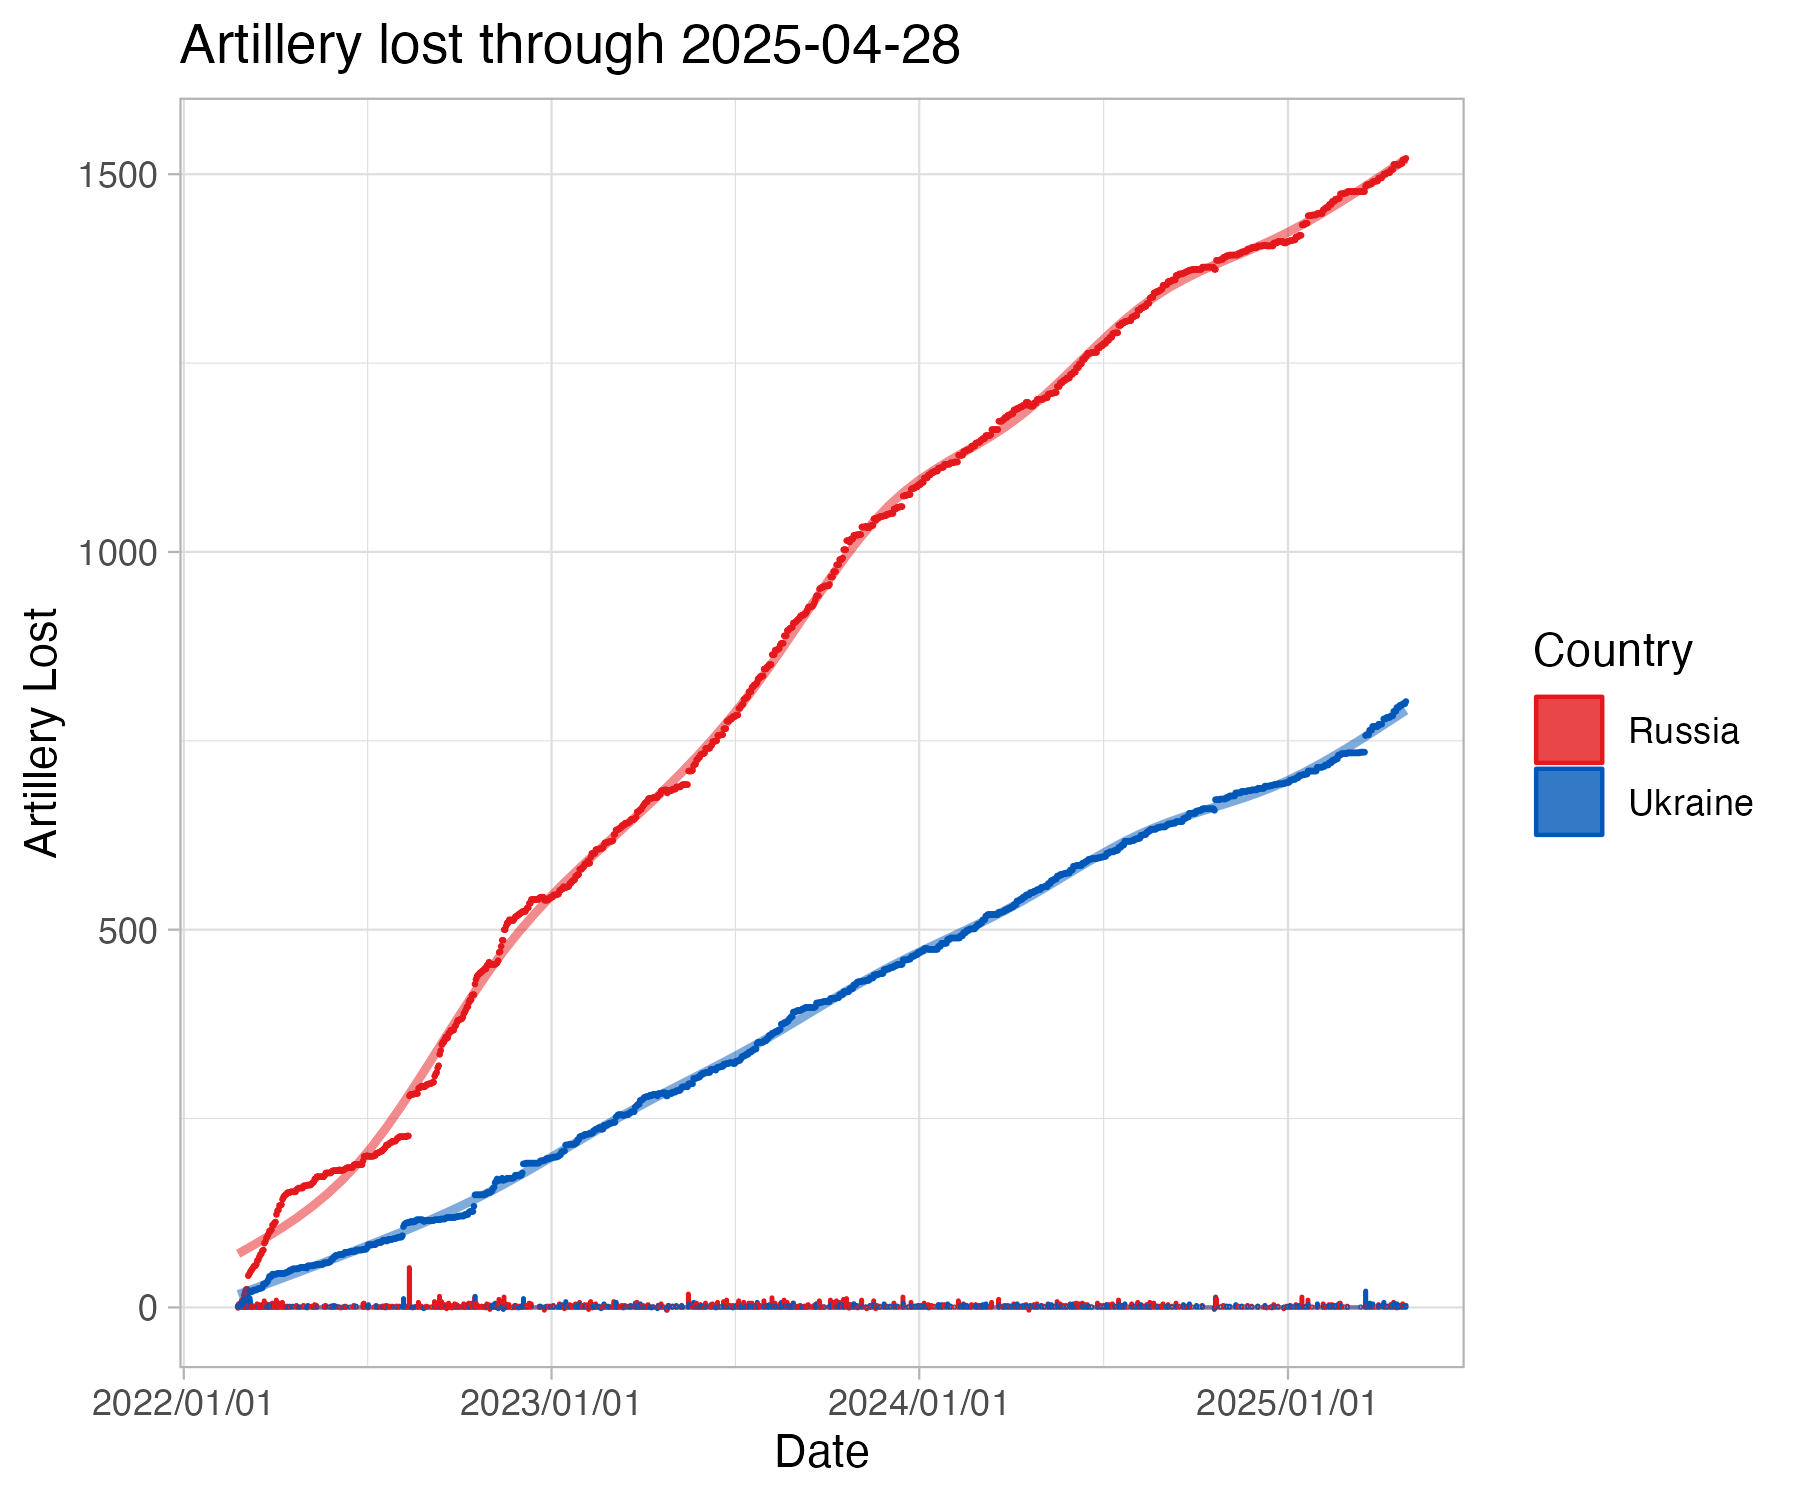 Artillery lost through 2025-04-28
Artillery Lost
1500
1000
500
0
2022/01/01
2023/01/01
2024/01/01
2025/01/01
Date
Country
Russia
Ukraine